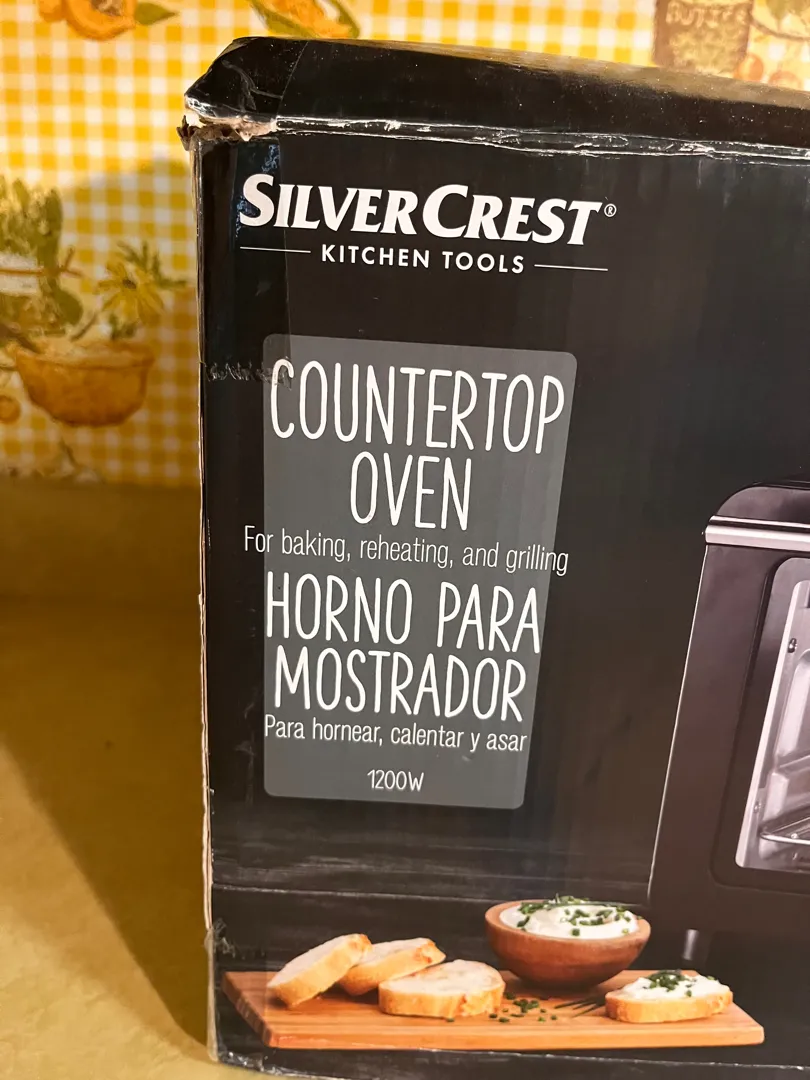 SILVERCREST®
KITCHEN TOOLS
COUNTERTOP
OVEN
For baking, reheating, and grilling
HORNO PARA
MOSTRADOR
Para hornear, calentar y asar
1200W